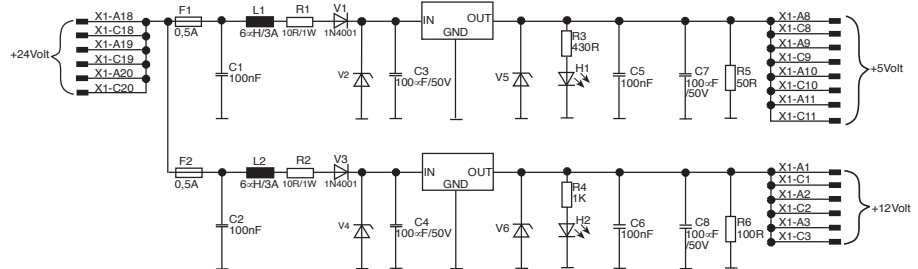 X1-A18
X1-C18
X1-A19
X1-C19
X1-A20
X1-C20
+24Volt
F1
0,5A
C1
100nF
L1
6∝H/3A
R1
10R/1W
V1
1N4001
V2
C3
100∝F/50V
IN
OUT
GND
V5
R3
430R
H1
C5
100nF
C7
100∝F
/50V
R5
50R
X1-A8
X1-C8
X1-A9
X1-C9
X1-A10
X1-C10
X1-A11
X1-C11
+5Volt
F2
0,5A
C2
100nF
L2
6∝H/3A
R2
10R/1W
V3
1N4001
V4
C4
100∝F/50V
IN
OUT
GND
V6
R4
1K
H2
C6
100nF
C8
100∝F
/50V
R6
100R
X1-A1
X1-C1
X1-A2
X1-C2
X1-A3
X1-C3
+12Volt